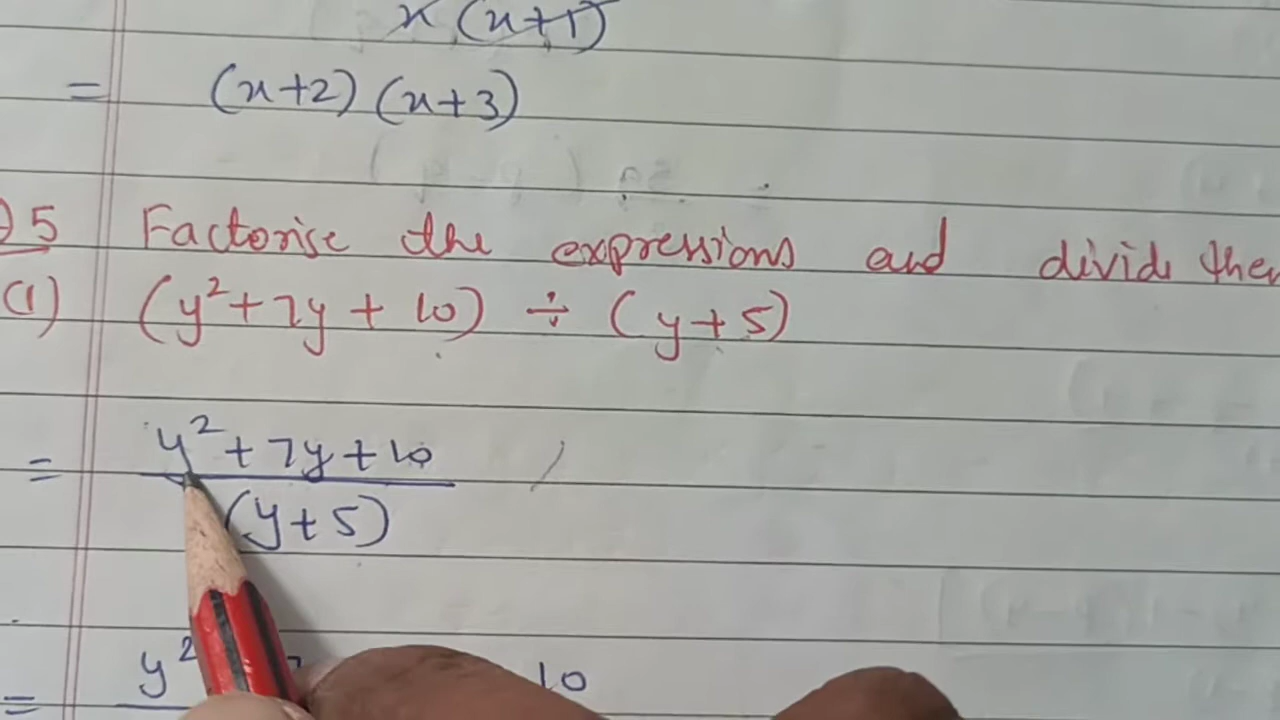 x (x+1)
= (x+2) (x+3)
Q5 Factorise the expressions and divide
(1) (y²+7y+10) ÷ (y+5)
= y²+7y+10
(y+5)
= y² 10